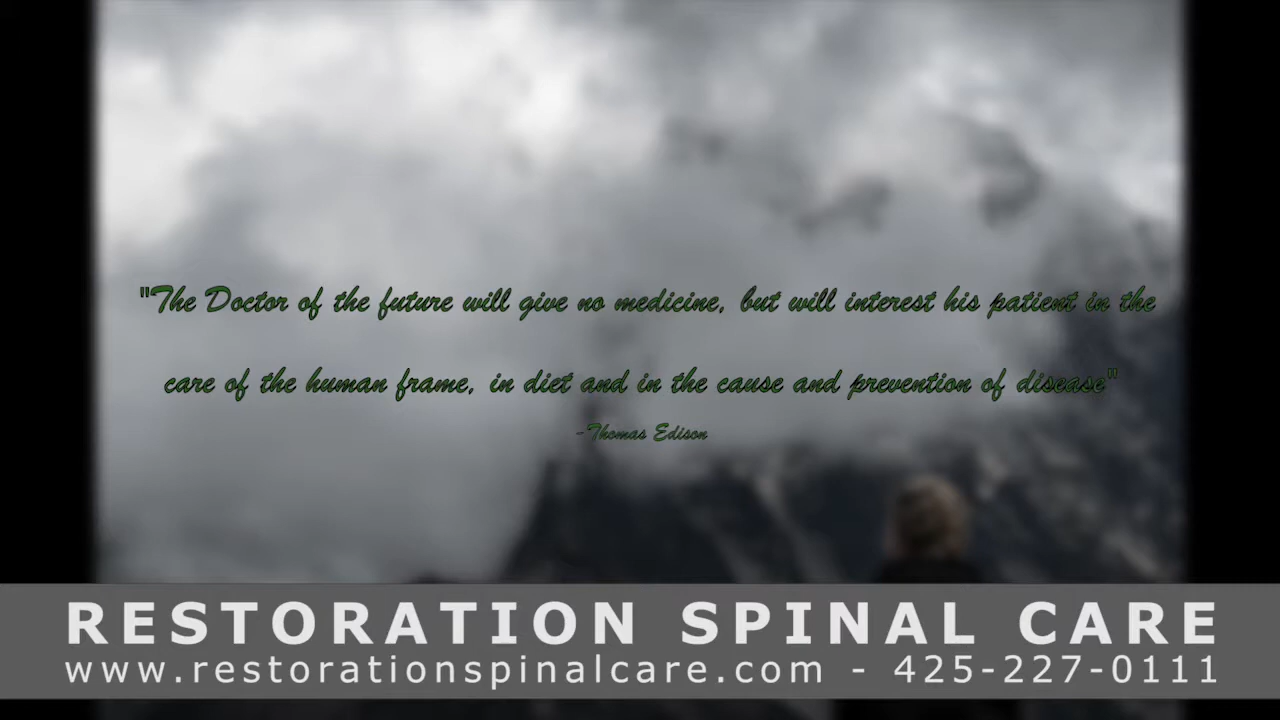 "The Doctor of the future will give no medicine, but will interest his patient in the
care of the human frame, in diet and in the cause and prevention of disease"
-Thomas Edison
RESTORATION SPINAL CARE
www.restorationspinalcare.com - 425-227-0111